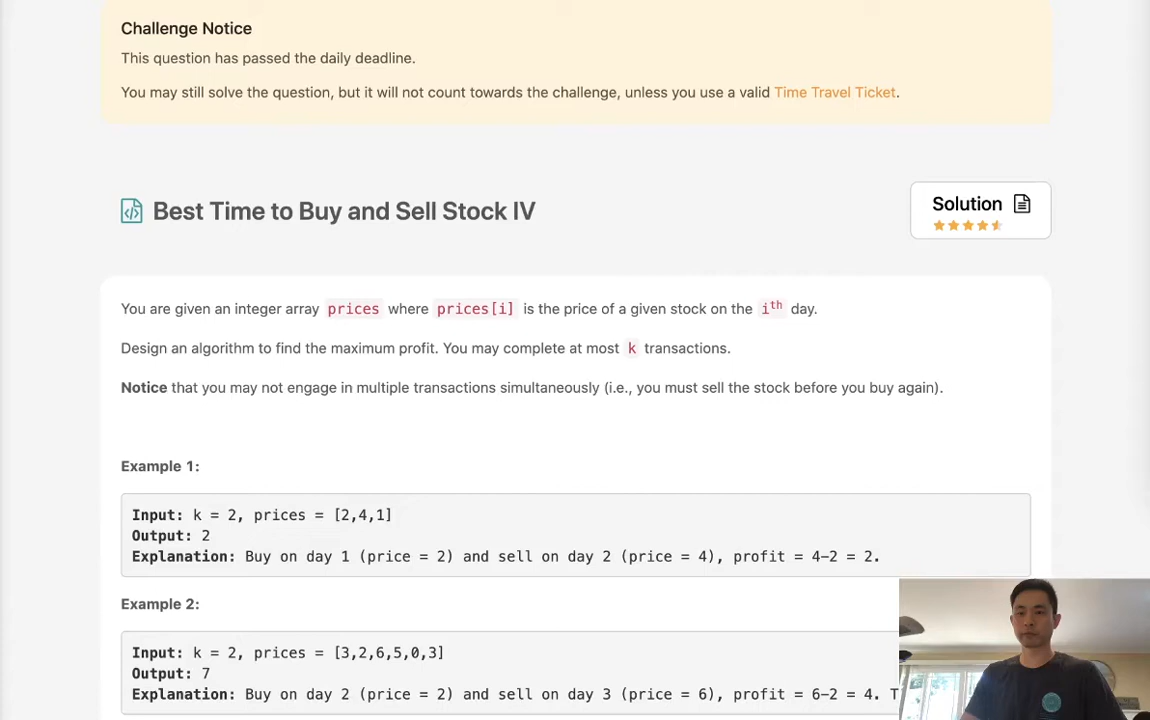 Challenge Notice
This question has passed the daily deadline.
You may still solve the question, but it will not count towards the challenge, unless you use a valid Time Travel Ticket.
Best Time to Buy and Sell Stock IV
Solution
You are given an integer array prices where prices[i] is the price of a given stock on the ith day.
Design an algorithm to find the maximum profit. You may complete at most k transactions.
Notice that you may not engage in multiple transactions simultaneously (i.e., you must sell the stock before you buy again).
Example 1:
Input: k = 2, prices = [2,4,1]
Output: 2
Explanation: Buy on day 1 (price = 2) and sell on day 2 (price = 4), profit = 4-2 = 2.
Example 2:
Input: k = 2, prices = [3,2,6,5,0,3]
Output: 7
Explanation: Buy on day 2 (price = 2) and sell on day 3 (price = 6), profit = 6-2 = 4. T